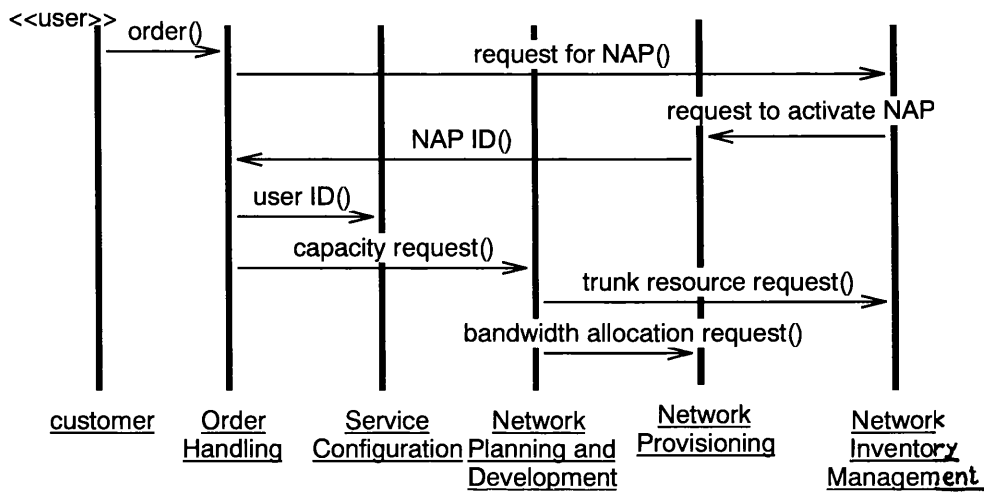 <<user>>
order()
request for NAP()
request to activate NAP
NAP ID()
user ID()
capacity request()
trunk resource request()
bandwidth allocation request()
customer
Order
Handling
Service
Configuration
Network
Planning and
Development
Network
Provisioning
Network
Inventory
Management